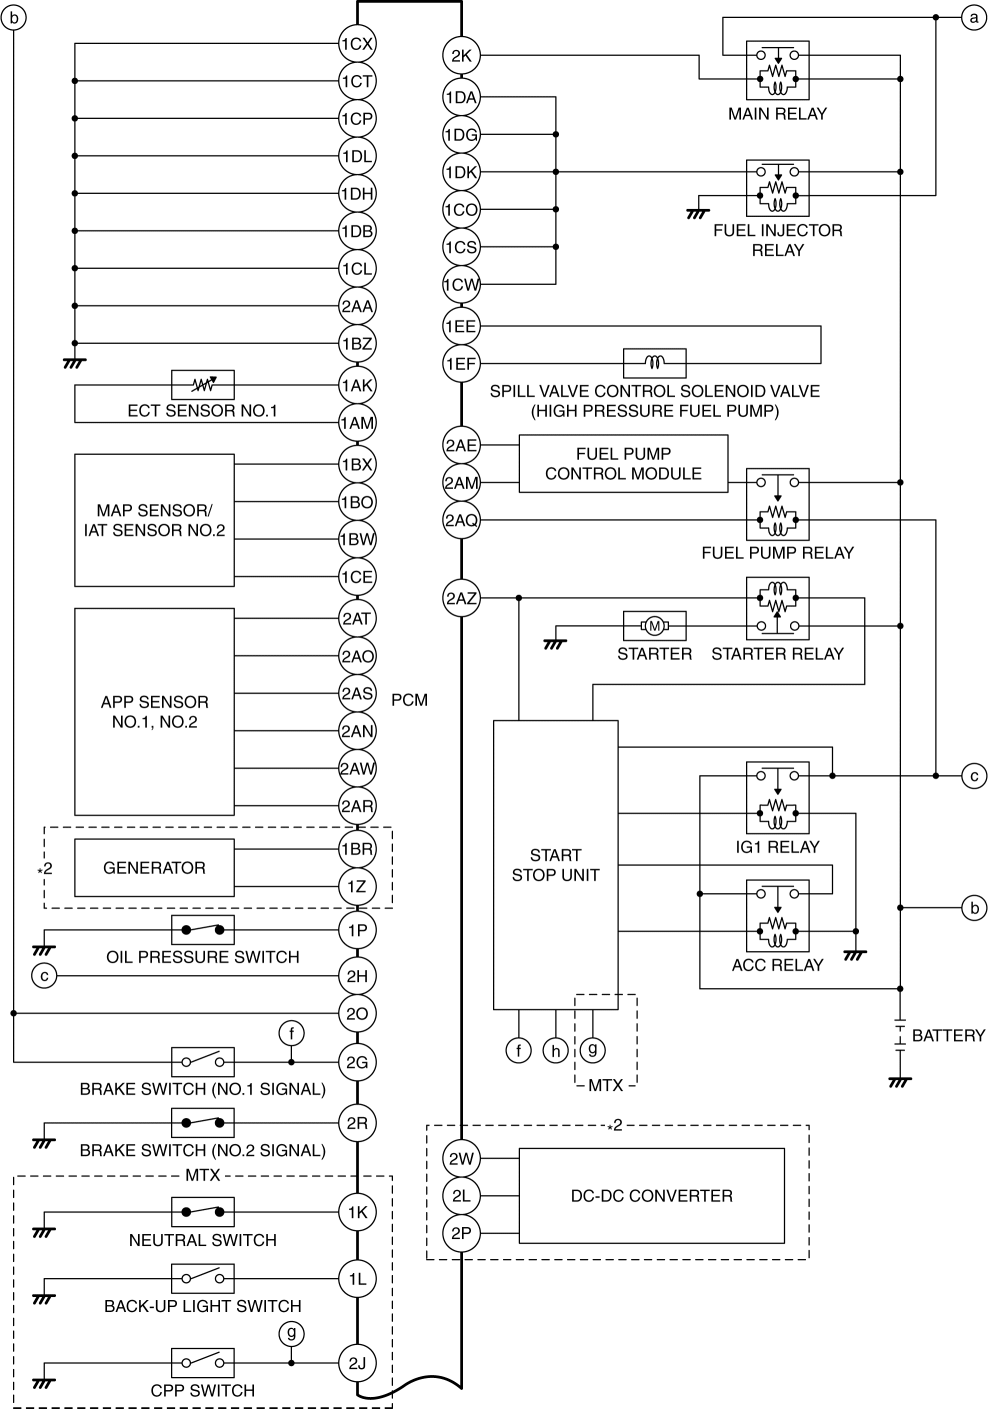 b
1CX
1CT
1CP
1DL
1DH
1DB
1CL
2AA
1BZ
1AK
ECT SENSOR NO.1
1AM
1BX
1BO
MAP SENSOR/
IAT SENSOR NO.2
1BW
1CE
2AT
2AO
2AS
APP SENSOR
NO.1, NO.2
PCM
2AN
2AW
2AR
1BR
*2
GENERATOR
1Z
1P
OIL PRESSURE SWITCH
c
2H
2O
f
2G
BRAKE SWITCH (NO.1 SIGNAL)
2R
BRAKE SWITCH (NO.2 SIGNAL)
MTX
1K
NEUTRAL SWITCH
1L
BACK-UP LIGHT SWITCH
g
2J
CPP SWITCH
a
2K
1DA
MAIN RELAY
1DG
1DK
1CO
FUEL INJECTOR
RELAY
1CS
1CW
1EE
1EF
SPILL VALVE CONTROL SOLENOID VALVE
(HIGH PRESSURE FUEL PUMP)
2AE
FUEL PUMP
CONTROL MODULE
2AM
2AQ
FUEL PUMP RELAY
2AZ
M
STARTER
STARTER RELAY
c
START
STOP UNIT
IG1 RELAY
b
ACC RELAY
BATTERY
f
h
g
MTX
*2
2W
2L
DC-DC CONVERTER
2P